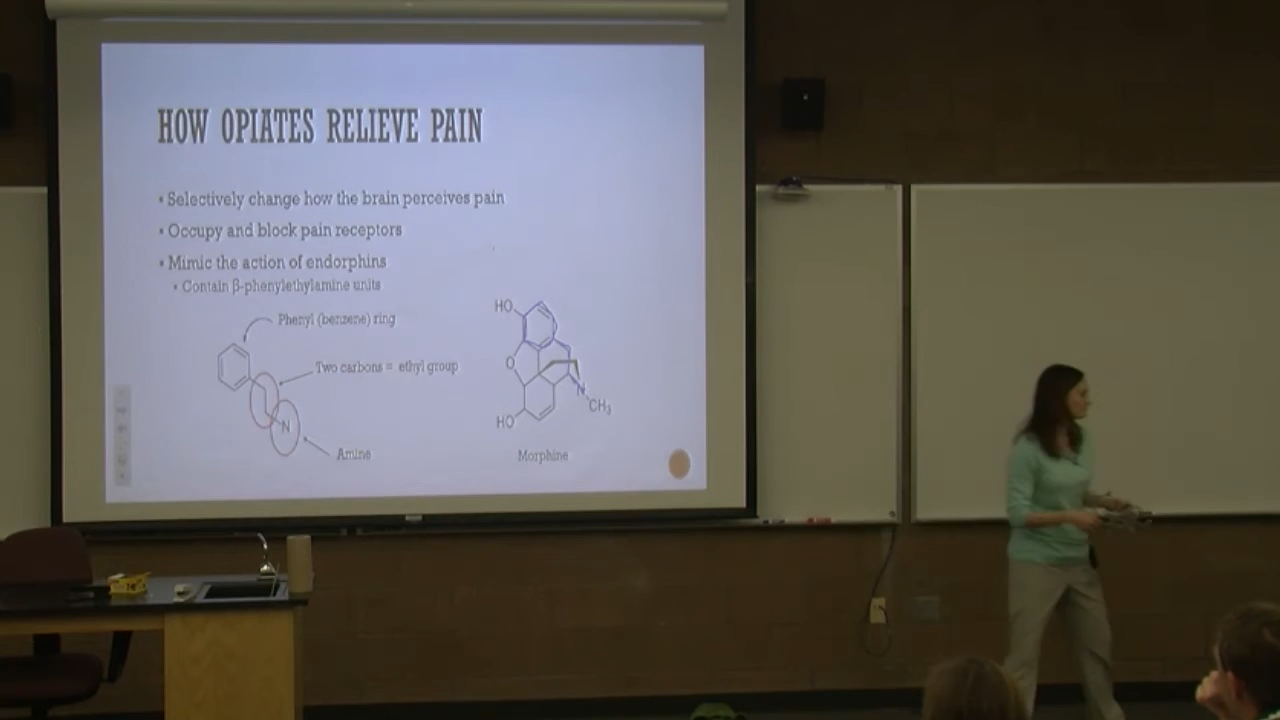 HOW OPIATES RELIEVE PAIN
▪ Selectively change how the brain perceives pain
▪ Occupy and block pain receptors
▪ Mimic the action of endorphins
▪ Contain β-phenylethylamine units
Phenyl (benzene) ring
Two carbons = ethyl group
N
Amine
HO
O
N
CH₃
HO
Morphine